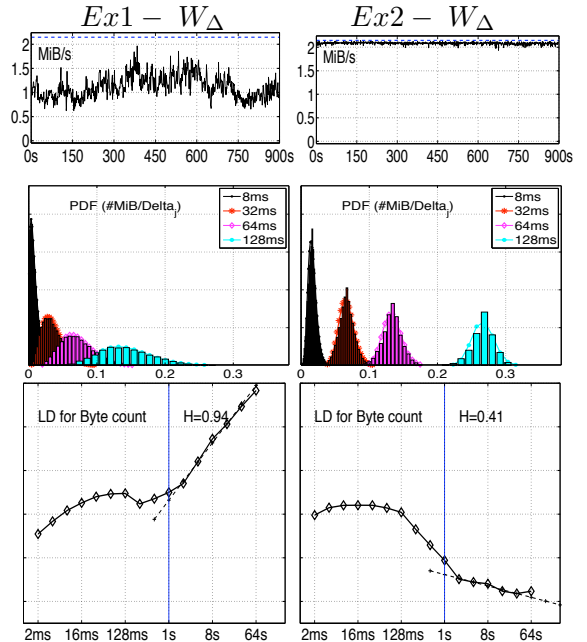 Ex1 – W_Δ
Ex2 – W_Δ
2
1.5
1
0.5
0
MiB/s
0s 150 300 450 600 750 900s
2
1.5
1
0.5
0
MiB/s
0s 150 300 450 600 750 900s
PDF (#MiB/Delta_j)
8ms
32ms
64ms
128ms
0 0.1 0.2 0.3
PDF (#MiB/Delta_j)
8ms
32ms
64ms
128ms
0 0.1 0.2 0.3
LD for Byte count H=0.94
2ms 16ms 128ms 1s 8s 64s
LD for Byte count H=0.41
2ms 16ms 128ms 1s 8s 64s